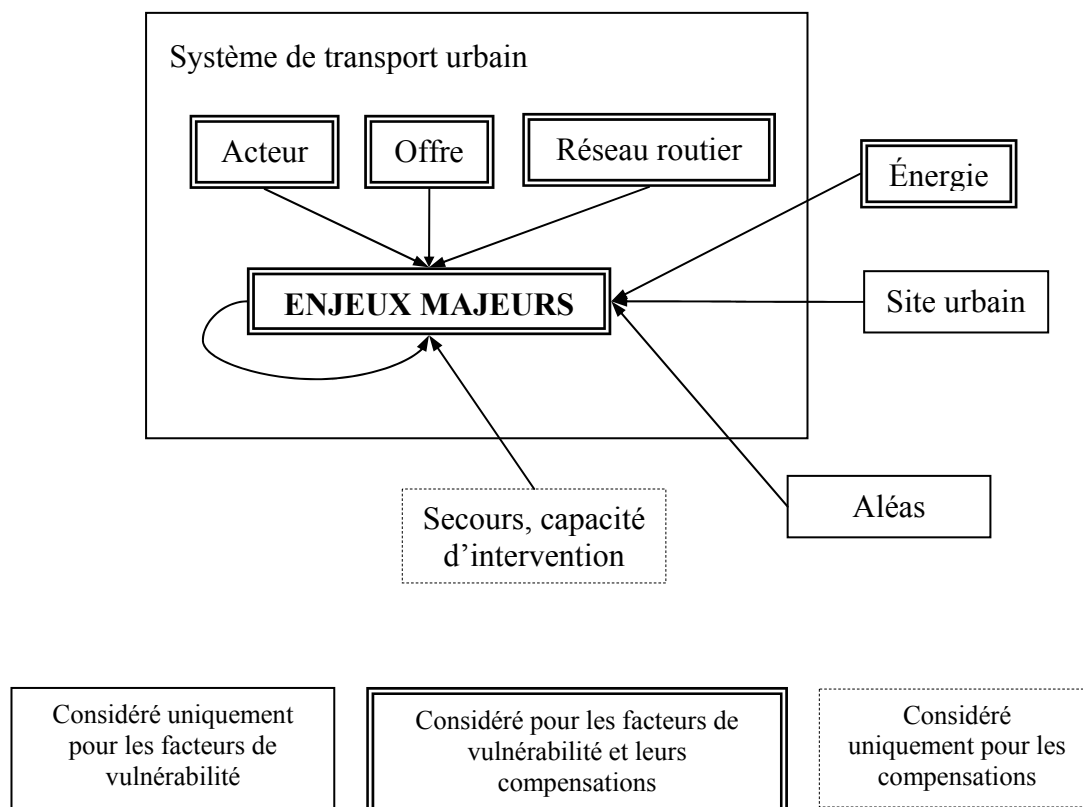 Système de transport urbain
Acteur
Offre
Réseau routier
Énergie
ENJEUX MAJEURS
Site urbain
Aléas
Secours, capacité
d’intervention
Considéré uniquement
pour les facteurs de
vulnérabilité
Considéré pour les facteurs de
vulnérabilité et leurs
compensations
Considéré
uniquement pour les
compensations